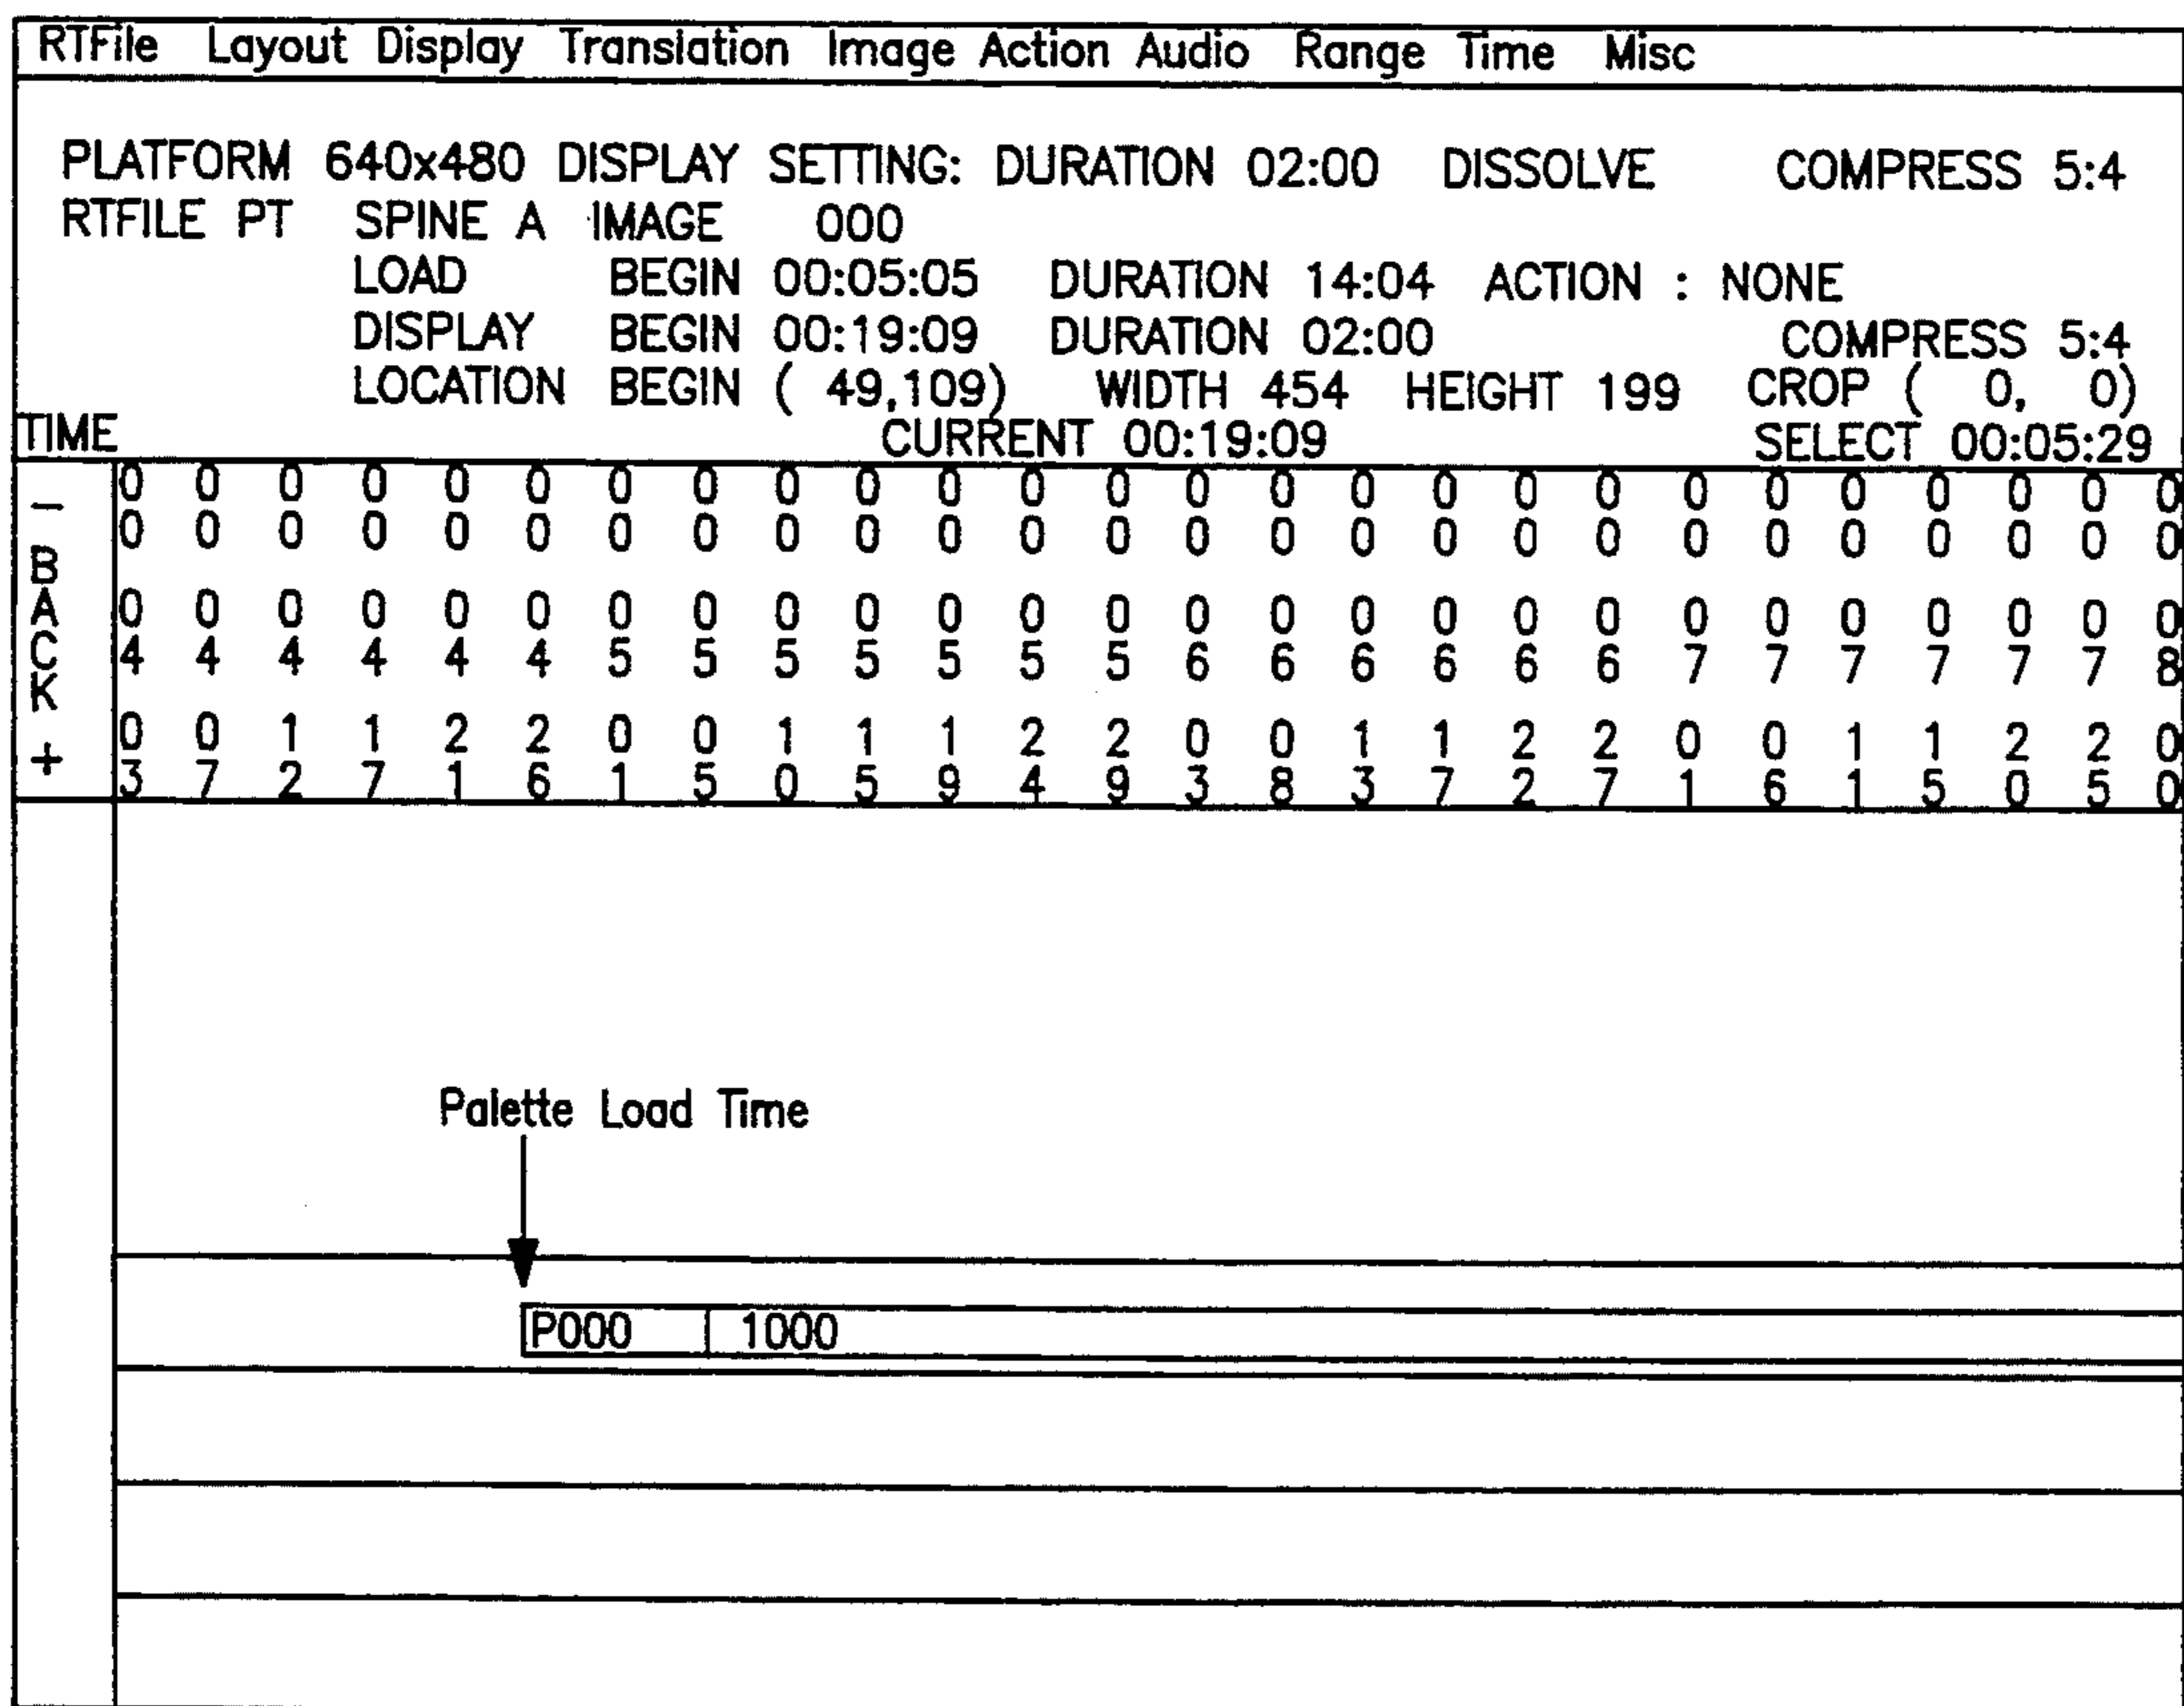 RTFile Layout Display Translation Image Action Audio Range Time Misc
PLATFORM 640x480 DISPLAY SETTING: DURATION 02:00 DISSOLVE COMPRESS 5:4
RTFILE PT SPINE A IMAGE 000
LOAD BEGIN 00:05:05 DURATION 14:04 ACTION : NONE
DISPLAY BEGIN 00:19:09 DURATION 02:00 COMPRESS 5:4
LOCATION BEGIN ( 49,109) WIDTH 454 HEIGHT 199 CROP ( 0, 0)
TIME CURRENT 00:19:09 SELECT 00:05:29
- BACK +
0 0 0 0 0 0 0 0 0 0 0 0 0 0 0 0 0 0 0 0 0 0 0 0 0 0
0 0 0 0 0 0 0 0 0 0 0 0 0 0 0 0 0 0 0 0 0 0 0 0 0 0
0 0 0 0 0 0 0 0 0 0 0 0 0 0 0 0 0 0 0 0 0 0 0 0 0 0
4 4 4 4 4 4 5 5 5 5 5 5 5 6 6 6 6 6 6 7 7 7 7 7 7 8
0 0 1 1 2 2 0 0 1 1 1 2 2 0 0 1 1 2 2 0 0 1 1 2 2 0
3 7 2 7 1 6 1 5 0 5 9 4 9 3 8 3 7 2 7 1 6 1 5 0 5 0
Palette Load Time
P000 1000